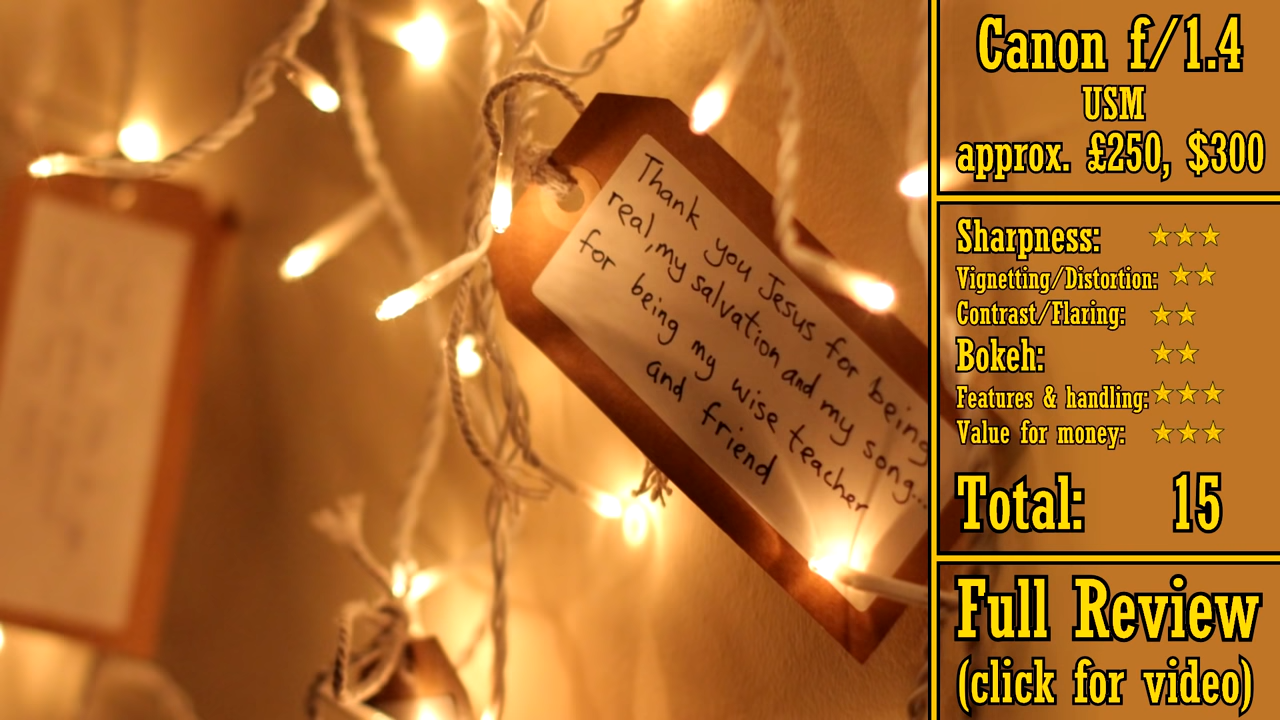 Thank you Jesus for being
real, my salvation and my song...
for being my wise teacher
and friend
Canon f/1.4
USM
approx. £250, $300
Sharpness: ★★★
Vignetting/Distortion: ★★
Contrast/Flaring: ★★
Bokeh: ★★
Features & handling: ★★★
Value for money: ★★★
Total: 15
Full Review
(click for video)